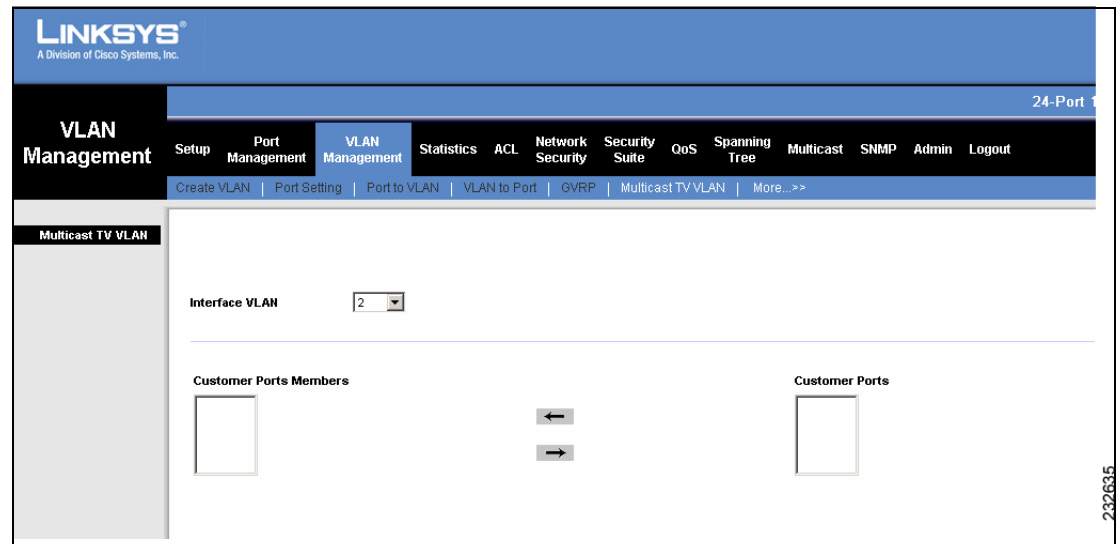 LINKSYS®
A Division of Cisco Systems, Inc.
24-Port 1
VLAN
Management
Setup
Port
Management
VLAN
Management
Statistics
ACL
Network
Security
Security
Suite
QoS
Spanning
Tree
Multicast
SNMP
Admin
Logout
Create VLAN | Port Setting | Port to VLAN | VLAN to Port | GVRP | Multicast TV VLAN | More...>>
Multicast TV VLAN
Interface VLAN 2
Customer Ports Members
Customer Ports
←
→
232635